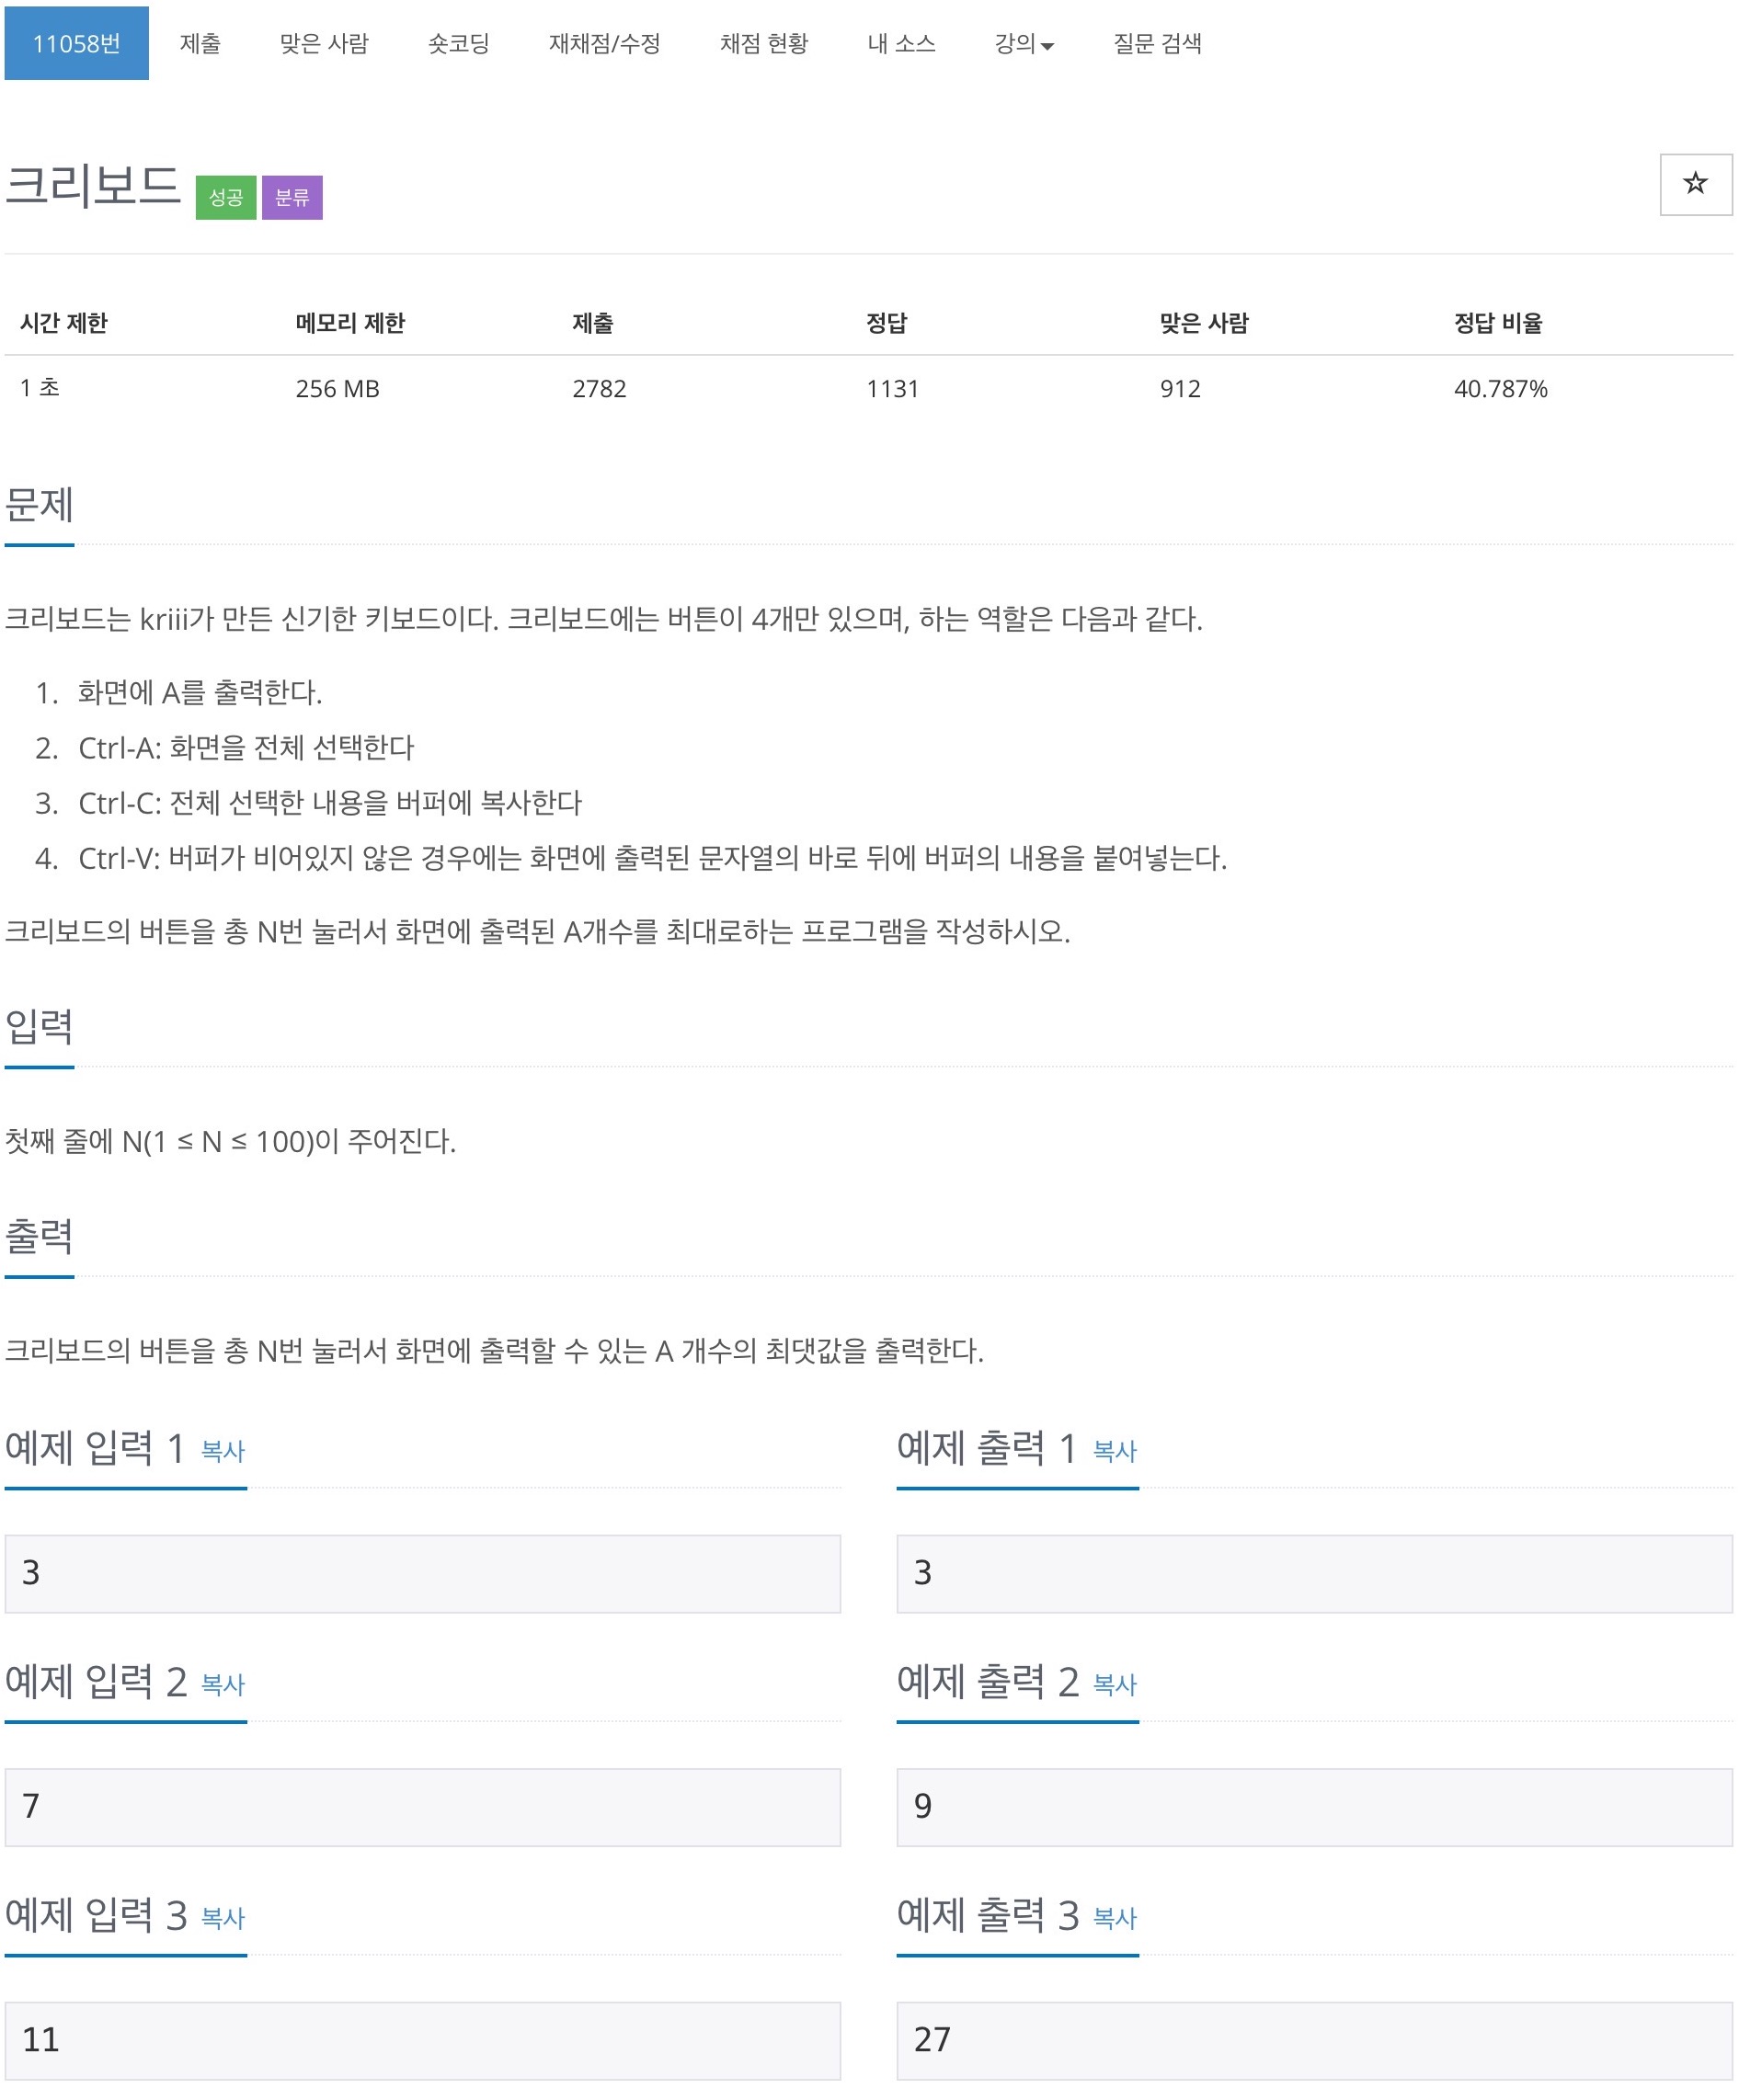 11058번 제출 맞은 사람 숏코딩 재채점/수정 채점 현황 내 소스 강의 질문 검색
크리보드 성공 분류
시간 제한 메모리 제한 제출 정답 맞은 사람 정답 비율
1 초 256 MB 2782 1131 912 40.787%
문제
크리보드는 kriii가 만든 신기한 키보드이다. 크리보드에는 버튼이 4개만 있으며, 하는 역할은 다음과 같다.
1. 화면에 A를 출력한다.
2. Ctrl-A: 화면을 전체 선택한다
3. Ctrl-C: 전체 선택한 내용을 버퍼에 복사한다
4. Ctrl-V: 버퍼가 비어있지 않은 경우에는 화면에 출력된 문자열의 바로 뒤에 버퍼의 내용을 붙여넣는다.
크리보드의 버튼을 총 N번 눌러서 화면에 출력된 A개수를 최대로하는 프로그램을 작성하시오.
입력
첫째 줄에 N(1 ≤ N ≤ 100)이 주어진다.
출력
크리보드의 버튼을 총 N번 눌러서 화면에 출력할 수 있는 A 개수의 최댓값을 출력한다.
예제 입력 1 복사 예제 출력 1 복사
3 3
예제 입력 2 복사 예제 출력 2 복사
7 9
예제 입력 3 복사 예제 출력 3 복사
11 27